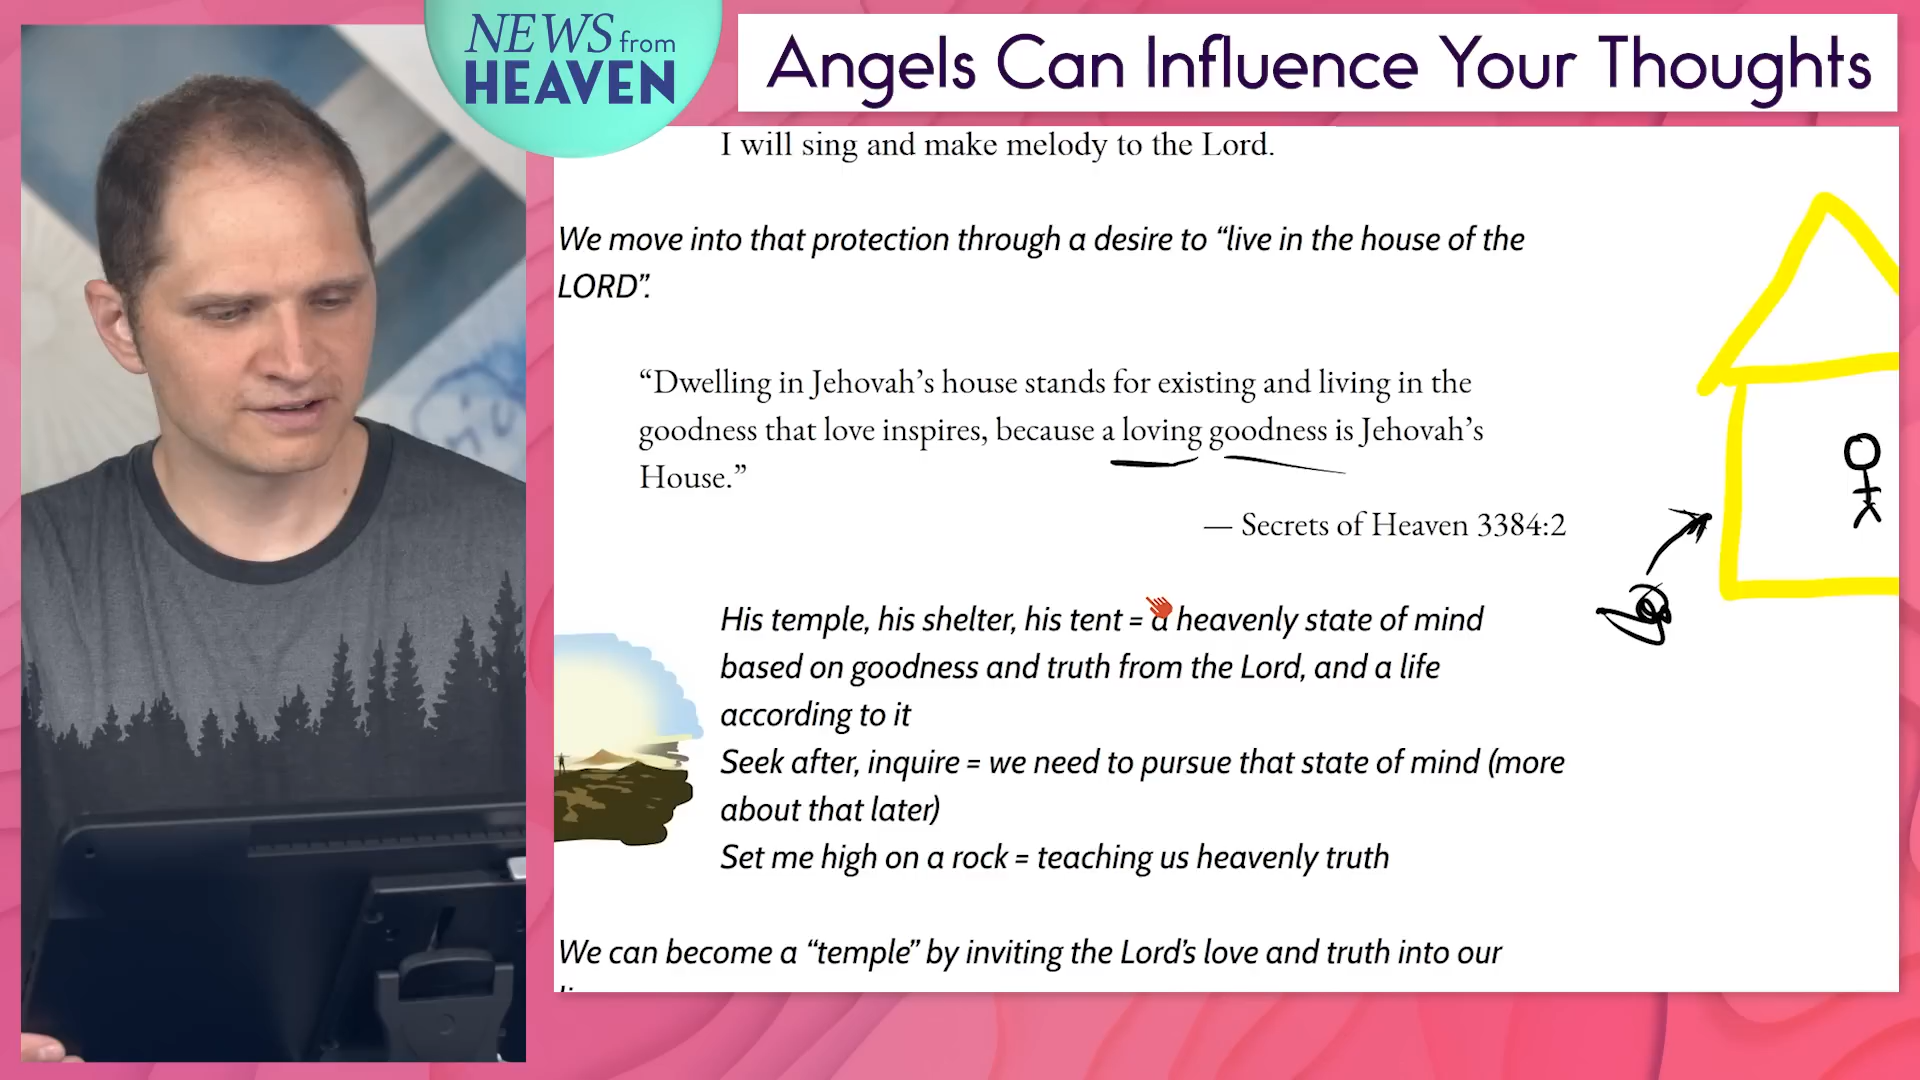 NEWS from
HEAVEN
Angels Can Influence Your Thoughts
I will sing and make melody to the Lord.
We move into that protection through a desire to “live in the house of the
LORD”.
“Dwelling in Jehovah’s house stands for existing and living in the
goodness that love inspires, because a loving goodness is Jehovah’s
House.”
— Secrets of Heaven 3384:2
His temple, his shelter, his tent = a heavenly state of mind
based on goodness and truth from the Lord, and a life
according to it
Seek after, inquire = we need to pursue that state of mind (more
about that later)
Set me high on a rock = teaching us heavenly truth
We can become a “temple” by inviting the Lord’s love and truth into our